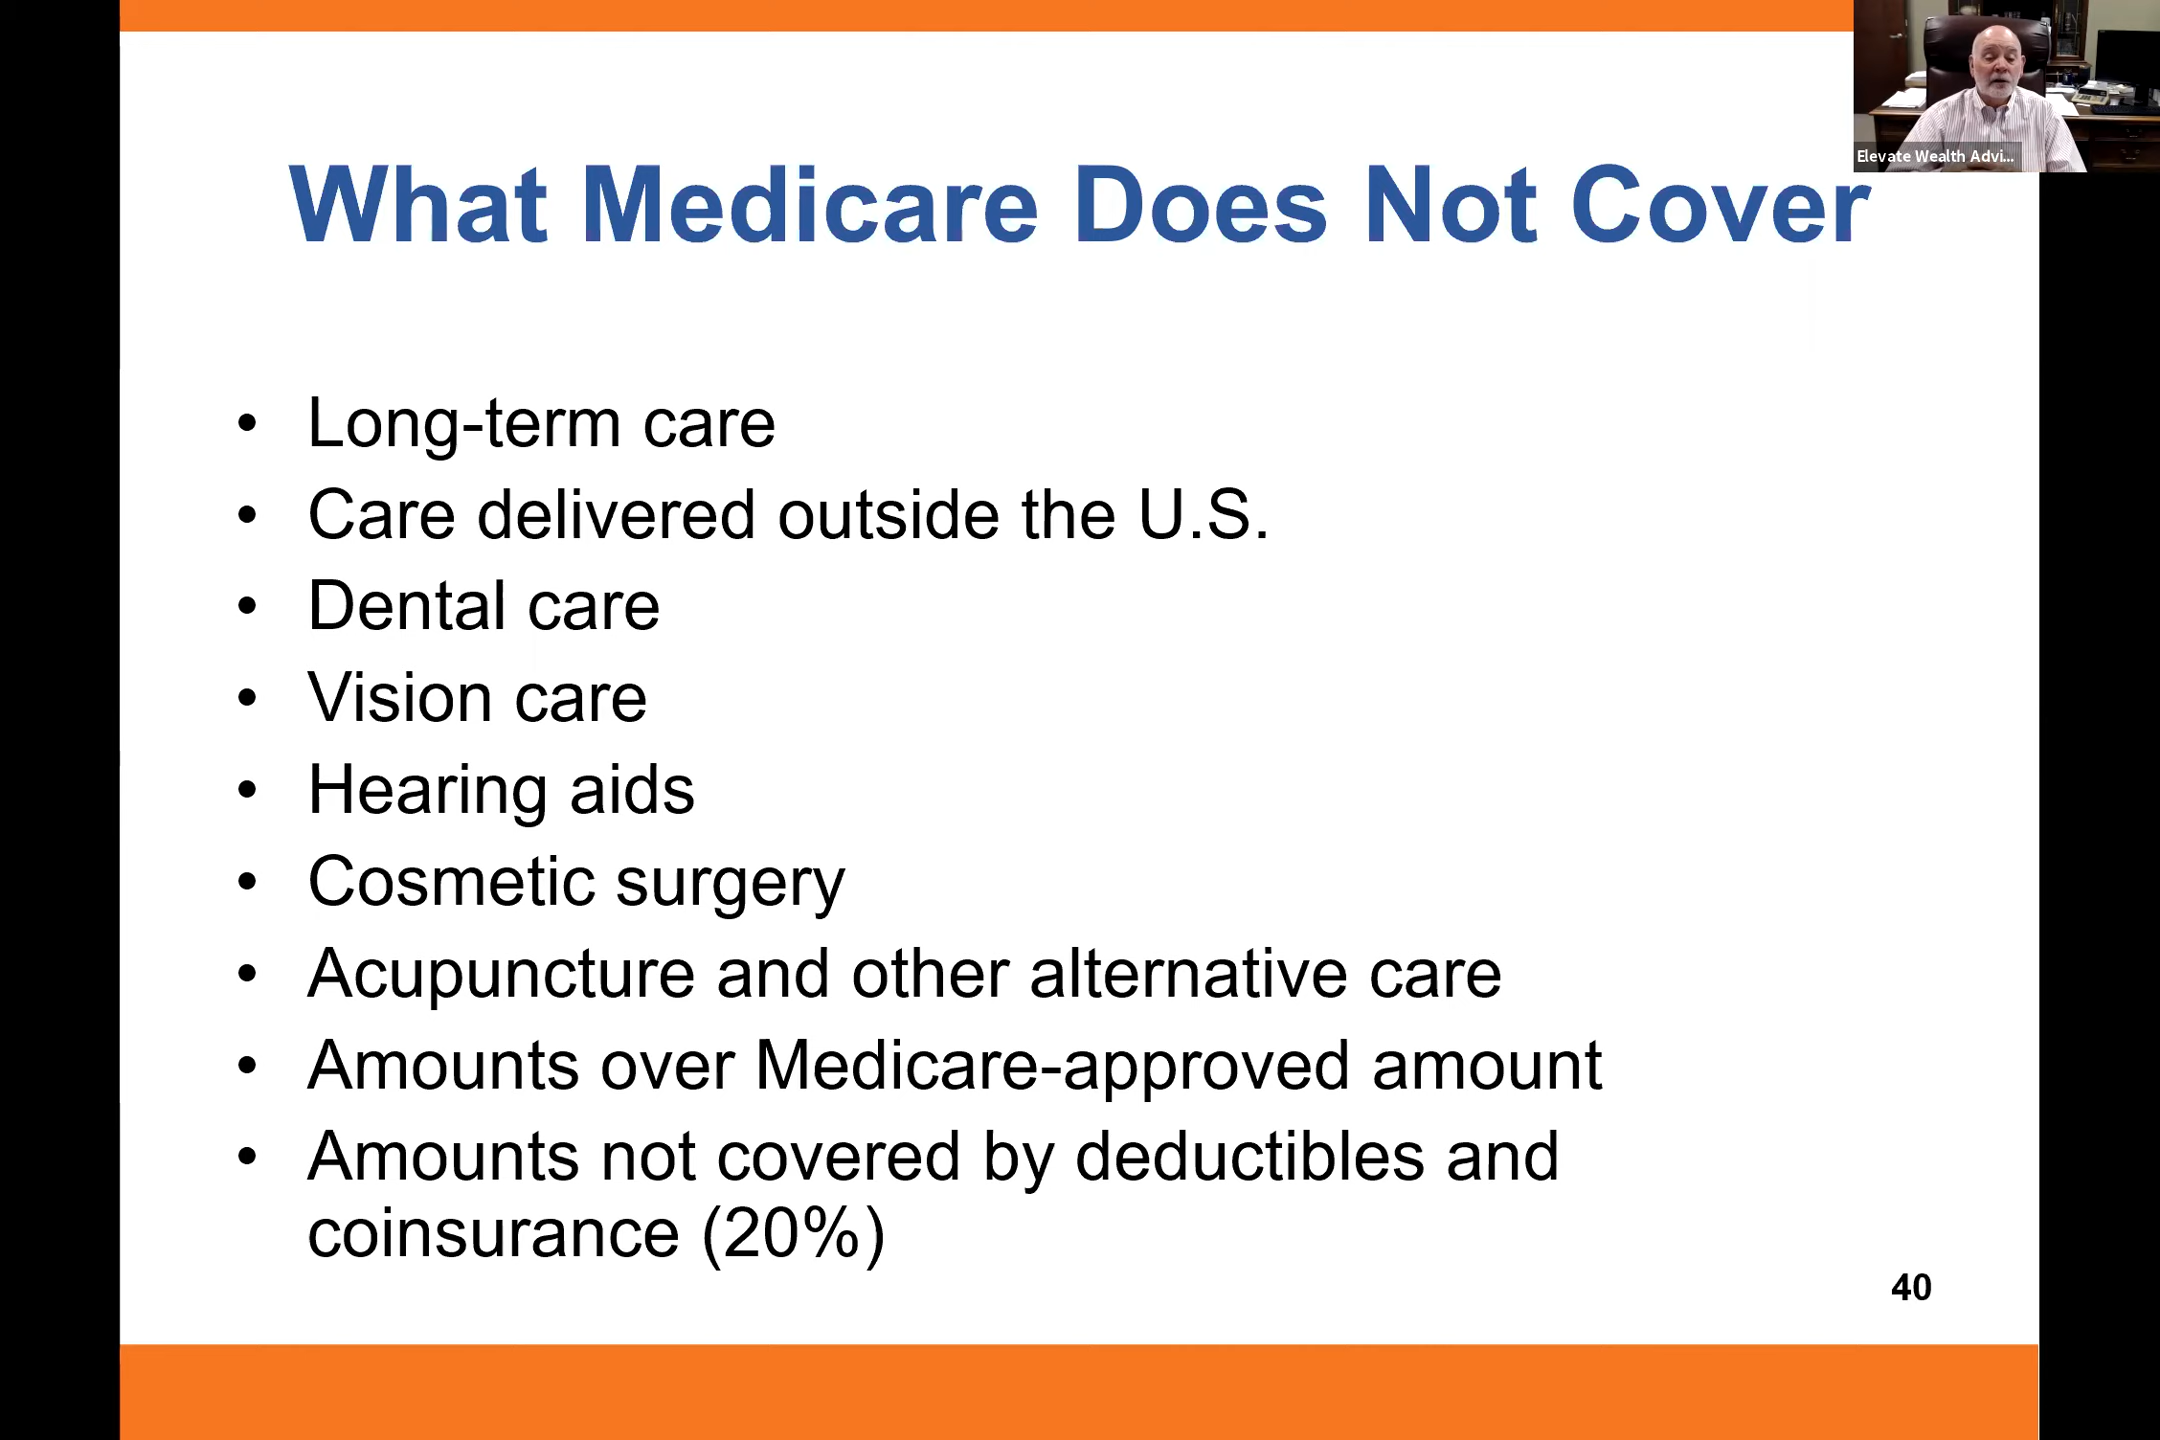 Elevate Wealth Advi...
What Medicare Does Not Cover
• Long-term care
• Care delivered outside the U.S.
• Dental care
• Vision care
• Hearing aids
• Cosmetic surgery
• Acupuncture and other alternative care
• Amounts over Medicare-approved amount
• Amounts not covered by deductibles and
coinsurance (20%)
40